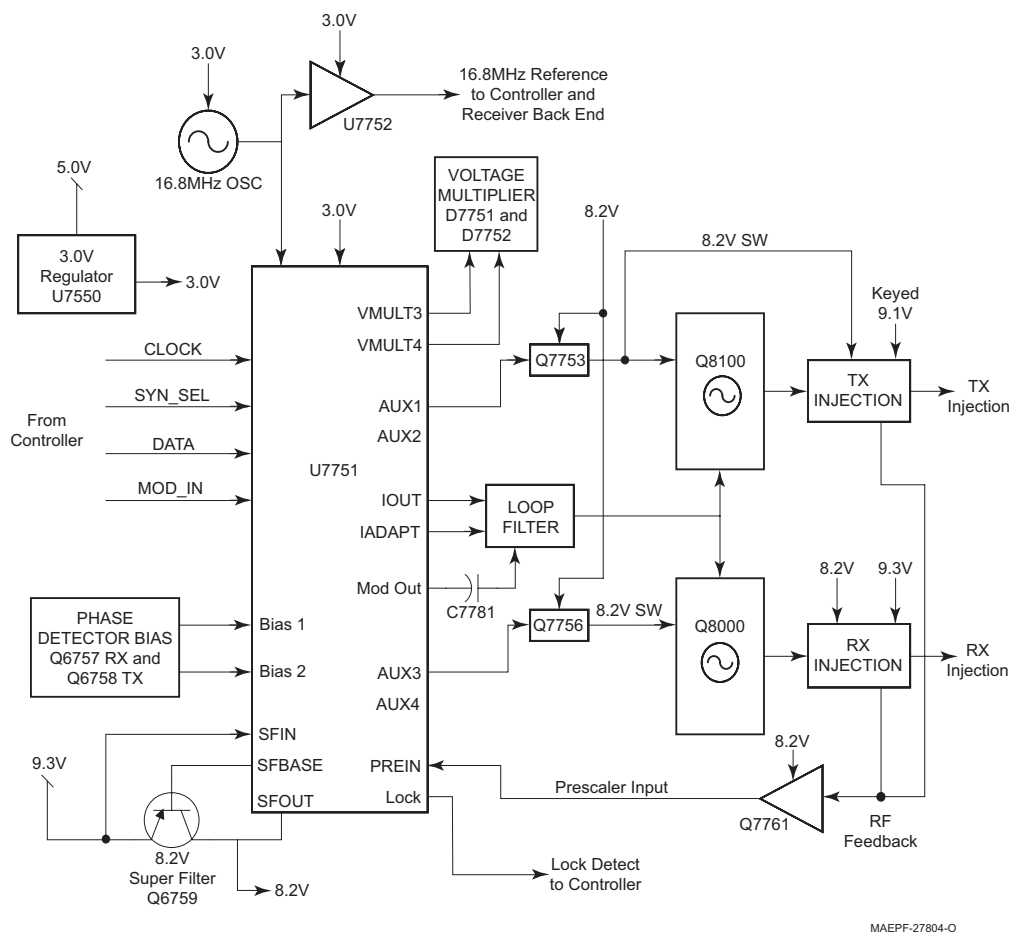 3.0V
3.0V
16.8MHz Reference
to Controller and
Receiver Back End
U7752
16.8MHz OSC
5.0V
3.0V
Regulator
U7550
3.0V
3.0V
VOLTAGE
MULTIPLIER
D7751 and
D7752
8.2V
8.2V SW
Keyed
9.1V
VMULT3
VMULT4
Q7753
Q8100
TX
INJECTION
TX
Injection
From
Controller
CLOCK
SYN_SEL
DATA
MOD_IN
AUX1
AUX2
U7751
IOUT
IADAPT
LOOP
FILTER
Mod Out
C7781
8.2V
9.3V
PHASE
DETECTOR BIAS
Q6757 RX and
Q6758 TX
Bias 1
Bias 2
Q7756
8.2V SW
Q8000
RX
INJECTION
RX
Injection
AUX3
AUX4
SFIN
SFBASE
SFOUT
PREIN
Lock
Prescaler Input
8.2V
Q7761
RF
Feedback
9.3V
8.2V
Super Filter
Q6759
8.2V
Lock Detect
to Controller
MAEPF-27804-O